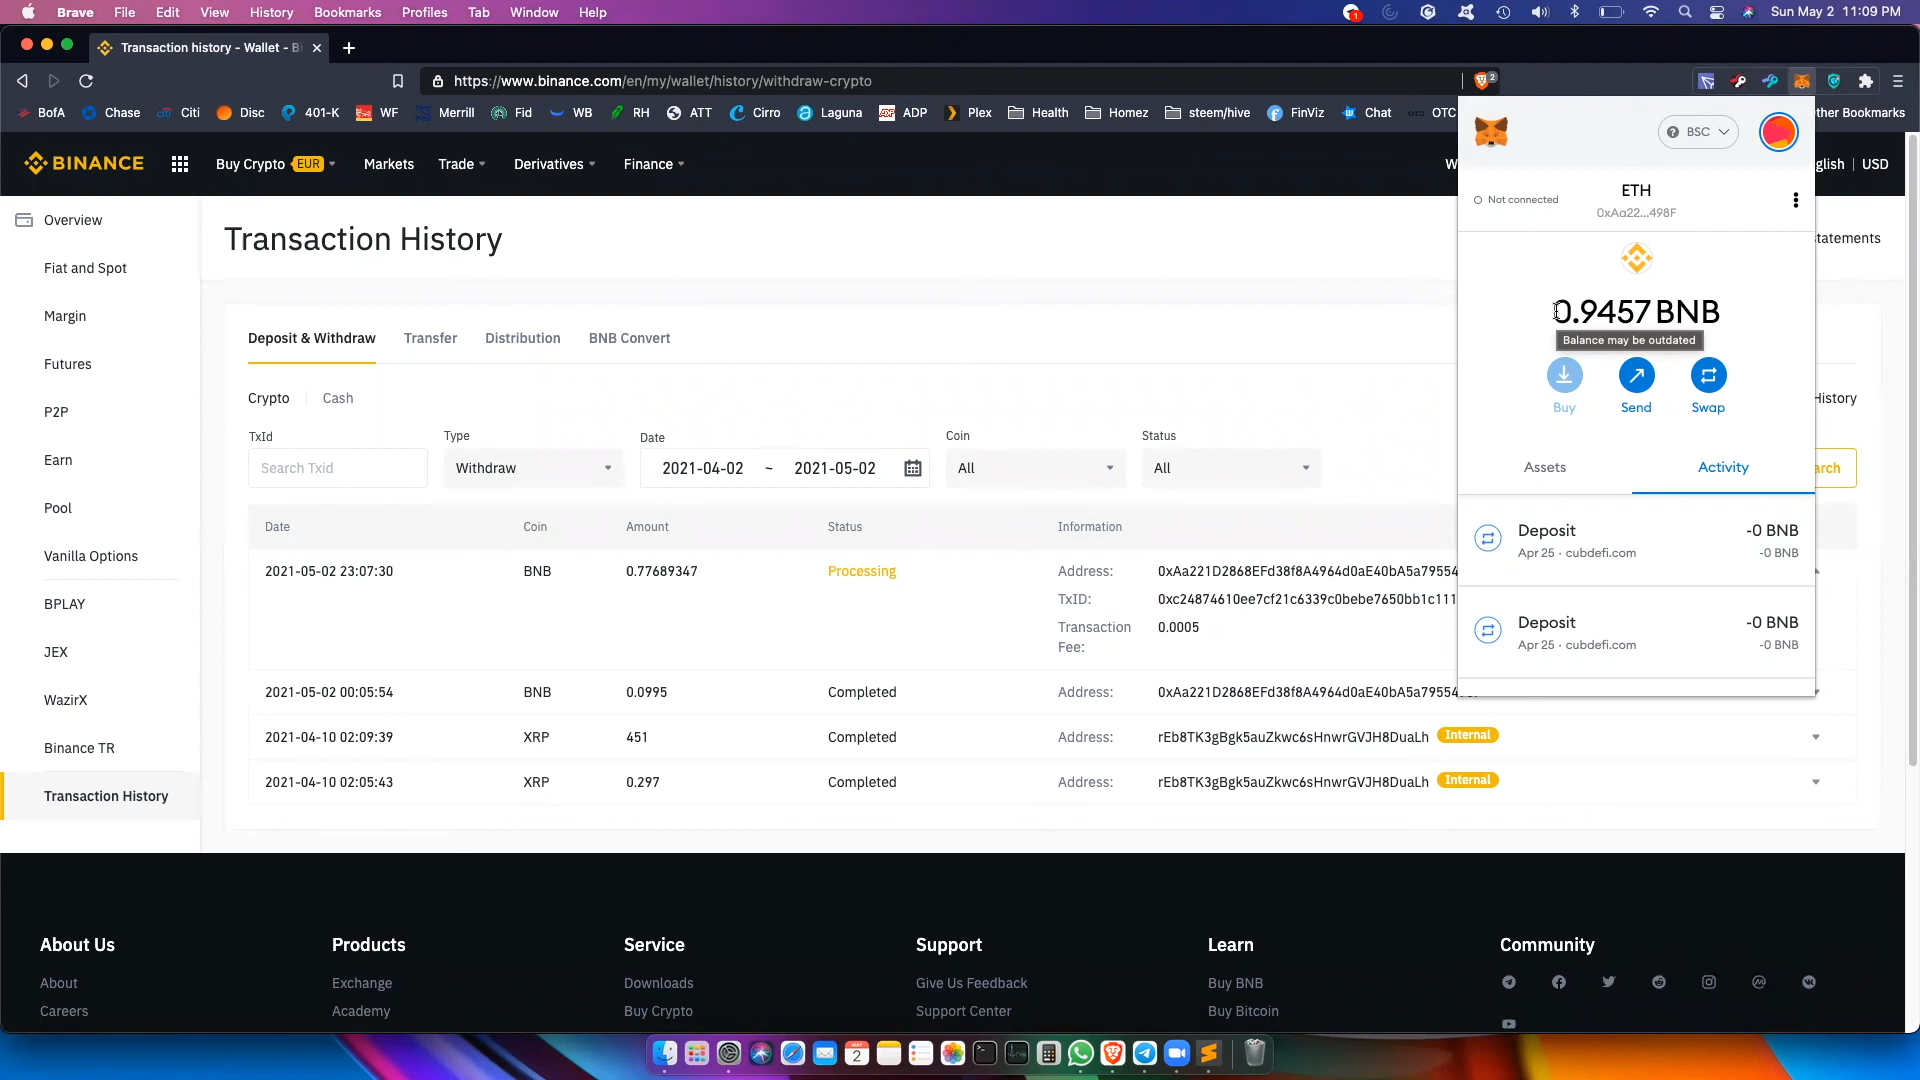 Brave File Edit View History Bookmarks Profiles Tab Window Help 1 Sun May 2 11:09 PM
Transaction history - Wallet - Bi
https://www.binance.com/en/my/wallet/history/withdraw-crypto 2
BofA Chase Citi Disc 401-K WF Merrill Fid WB RH ATT Cirro Laguna ADP Plex Health Homez steem/hive FinViz Chat OTC ther Bookmarks
BINANCE Buy Crypto EUR Markets Trade Derivatives Finance W glish | USD
BSC
Not connected ETH
0xAa22...498F
Overview
Fiat and Spot
Margin
Futures
P2P
Earn
Pool
Vanilla Options
BPLAY
JEX
WazirX
Binance TR
Transaction History
Transaction History
tatements
Deposit & Withdraw Transfer Distribution BNB Convert
Crypto Cash
History
TxId Type Date Coin Status
Search Txid Withdraw 2021-04-02 ~ 2021-05-02 All All
arch
Date Coin Amount Status Information
2021-05-02 23:07:30 BNB 0.77689347 Processing Address: 0xAa221D2868EFd38f8A4964d0aE40bA5a79554
TxID: 0xc24874610ee7cf21c6339c0bebe7650bb1c111
Transaction Fee: 0.0005
2021-05-02 00:05:54 BNB 0.0995 Completed Address: 0xAa221D2868EFd38f8A4964d0aE40bA5a79554
2021-04-10 02:09:39 XRP 451 Completed Address: rEb8TK3gBgk5auZkwc6sHnwrGVJH8DuaLh Internal
2021-04-10 02:05:43 XRP 0.297 Completed Address: rEb8TK3gBgk5auZkwc6sHnwrGVJH8DuaLh Internal
0.9457 BNB
Balance may be outdated
Buy Send Swap
Assets Activity
Deposit -0 BNB
Apr 25 · cubdefi.com -0 BNB
Deposit -0 BNB
Apr 25 · cubdefi.com -0 BNB
About Us Products Service Support Learn Community
About Exchange Downloads Give Us Feedback Buy BNB
Careers Academy Buy Crypto Support Center Buy Bitcoin
MAY
2